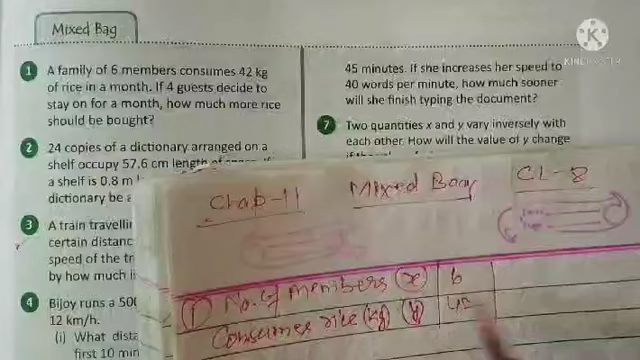 Mixed Bag
1 A family of 6 members consumes 42 kg
of rice in a month. If 4 guests decide to
stay on for a month, how much more rice
should be bought?
2 24 copies of a dictionary arranged on a
shelf occupy 57.6 cm length of
a shelf is 0.8 m
dictionary be a
3 A train travelli
certain distanc
speed of the tr
by how much
4 Bijoy runs a 500
12 km/h.
(i) What dista
first 10 min
45 minutes. If she increases her speed to
40 words per minute, how much sooner
will she finish typing the document?
7 Two quantities x and y vary inversely with
each other. How will the value of y change
K
KINEMASTER
Chap-11 Mixed Bag CL-8
1 No. of members (x) 6
Consumes rice (kg) (y)